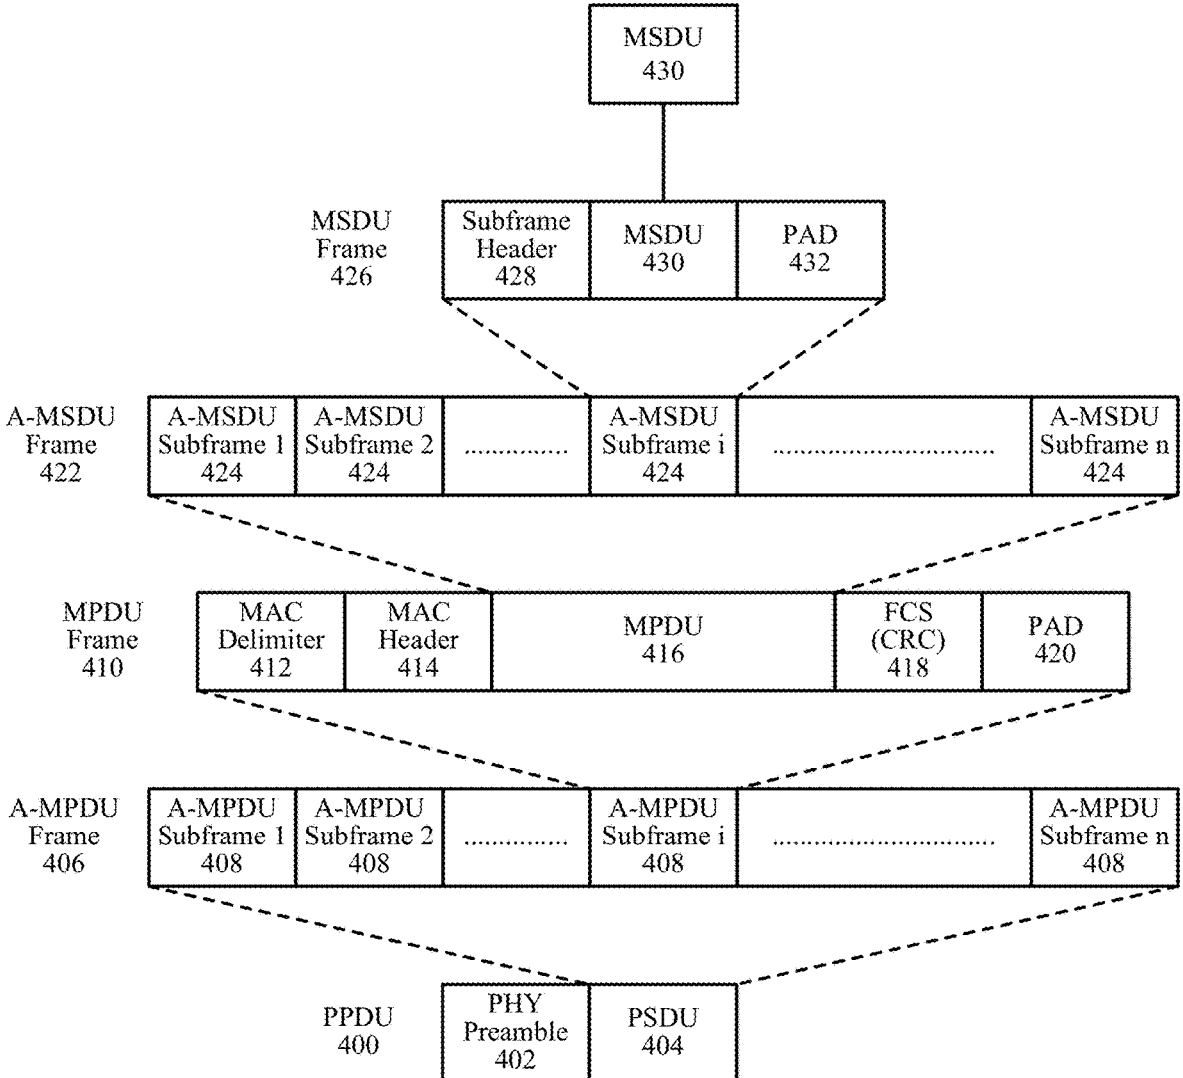 MSDU
430
MSDU
Frame
426
Subframe
Header
428
MSDU
430
PAD
432
A-MSDU
Frame
422
A-MSDU
Subframe 1
424
A-MSDU
Subframe 2
424
..............
A-MSDU
Subframe i
424
..............................
A-MSDU
Subframe n
424
MPDU
Frame
410
MAC
Delimiter
412
MAC
Header
414
MPDU
416
FCS
(CRC)
418
PAD
420
A-MPDU
Frame
406
A-MPDU
Subframe 1
408
A-MPDU
Subframe 2
408
..............
A-MPDU
Subframe i
408
..............................
A-MPDU
Subframe n
408
PPDU
400
PHY
Preamble
402
PSDU
404